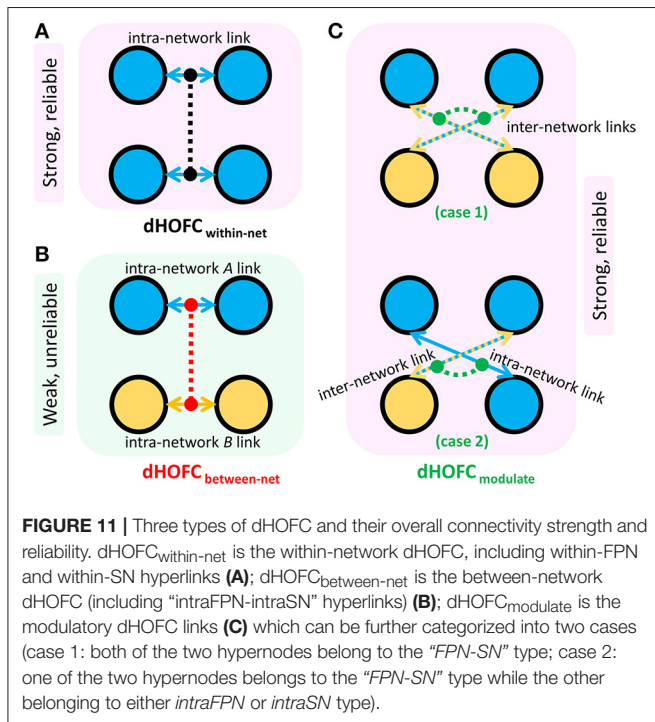 A
intra-network link
Strong, reliable
dHOFC within-net
B
intra-network A link
Weak, unreliable
intra-network B link
dHOFC between-net
C
inter-network links
(case 1)
Strong, reliable
inter-network link
intra-network link
(case 2)
dHOFC modulate
FIGURE 11 | Three types of dHOFC and their overall connectivity strength and
reliability. dHOFCwithin-net is the within-network dHOFC, including within-FPN
and within-SN hyperlinks (A); dHOFCbetween-net is the between-network
dHOFC (including “intraFPN-intraSN” hyperlinks) (B); dHOFCmodulate is the
modulatory dHOFC links (C) which can be further categorized into two cases
(case 1: both of the two hypernodes belong to the “FPN-SN” type; case 2:
one of the two hypernodes belongs to the “FPN-SN” type while the other
belonging to either intraFPN or intraSN type).